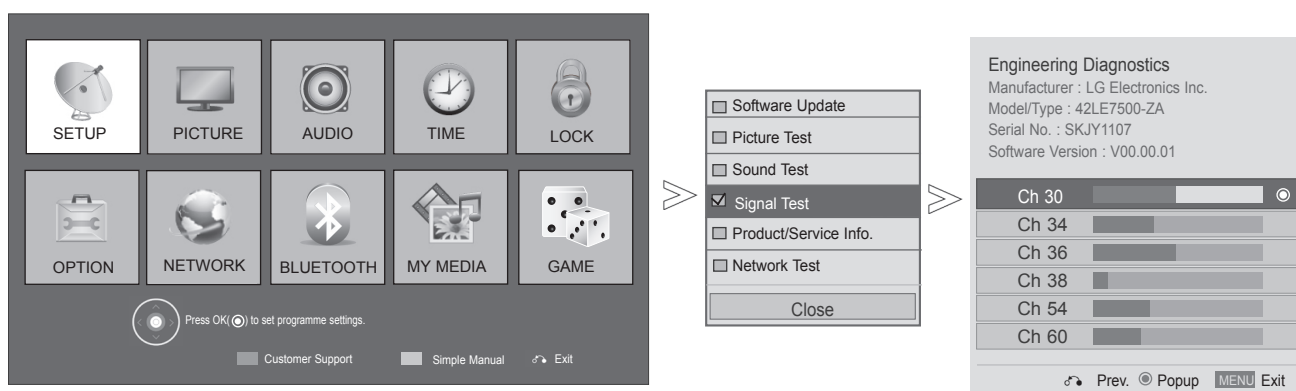 SETUP
PICTURE
AUDIO
TIME
LOCK
OPTION
NETWORK
BLUETOOTH
MY MEDIA
GAME
Press OK( ) to set programme settings.
Customer Support
Simple Manual
Exit
Software Update
Picture Test
Sound Test
Signal Test
Product/Service Info.
Network Test
Close
Engineering Diagnostics
Manufacturer : LG Electronics Inc.
Model/Type : 42LE7500-ZA
Serial No. : SKJY1107
Software Version : V00.00.01
Ch 30
Ch 34
Ch 36
Ch 38
Ch 54
Ch 60
Prev. Popup MENU Exit